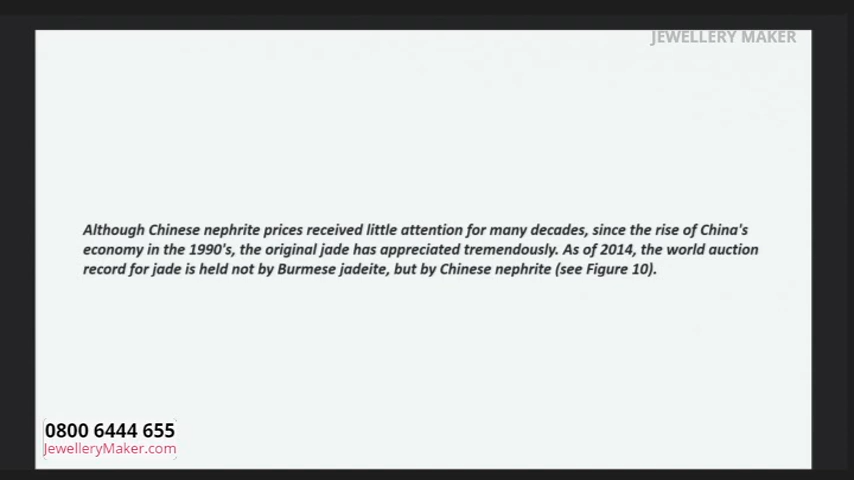 JEWELLERY MAKER
Although Chinese nephrite prices received little attention for many decades, since the rise of China's
economy in the 1990's, the original jade has appreciated tremendously. As of 2014, the world auction
record for jade is held not by Burmese jadeite, but by Chinese nephrite (see Figure 10).
0800 6444 655
JewelleryMaker.com